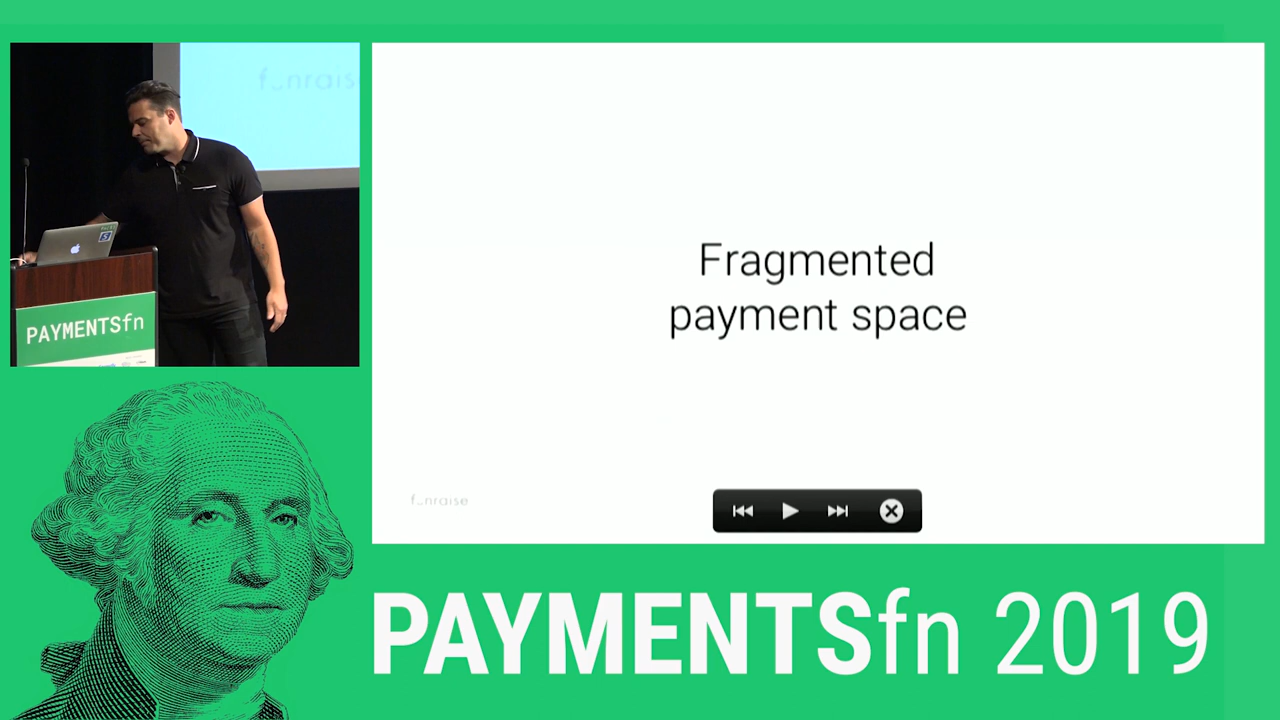 Fragmented
payment space
funraise
PAYMENTSfn
PAYMENTSfn 2019